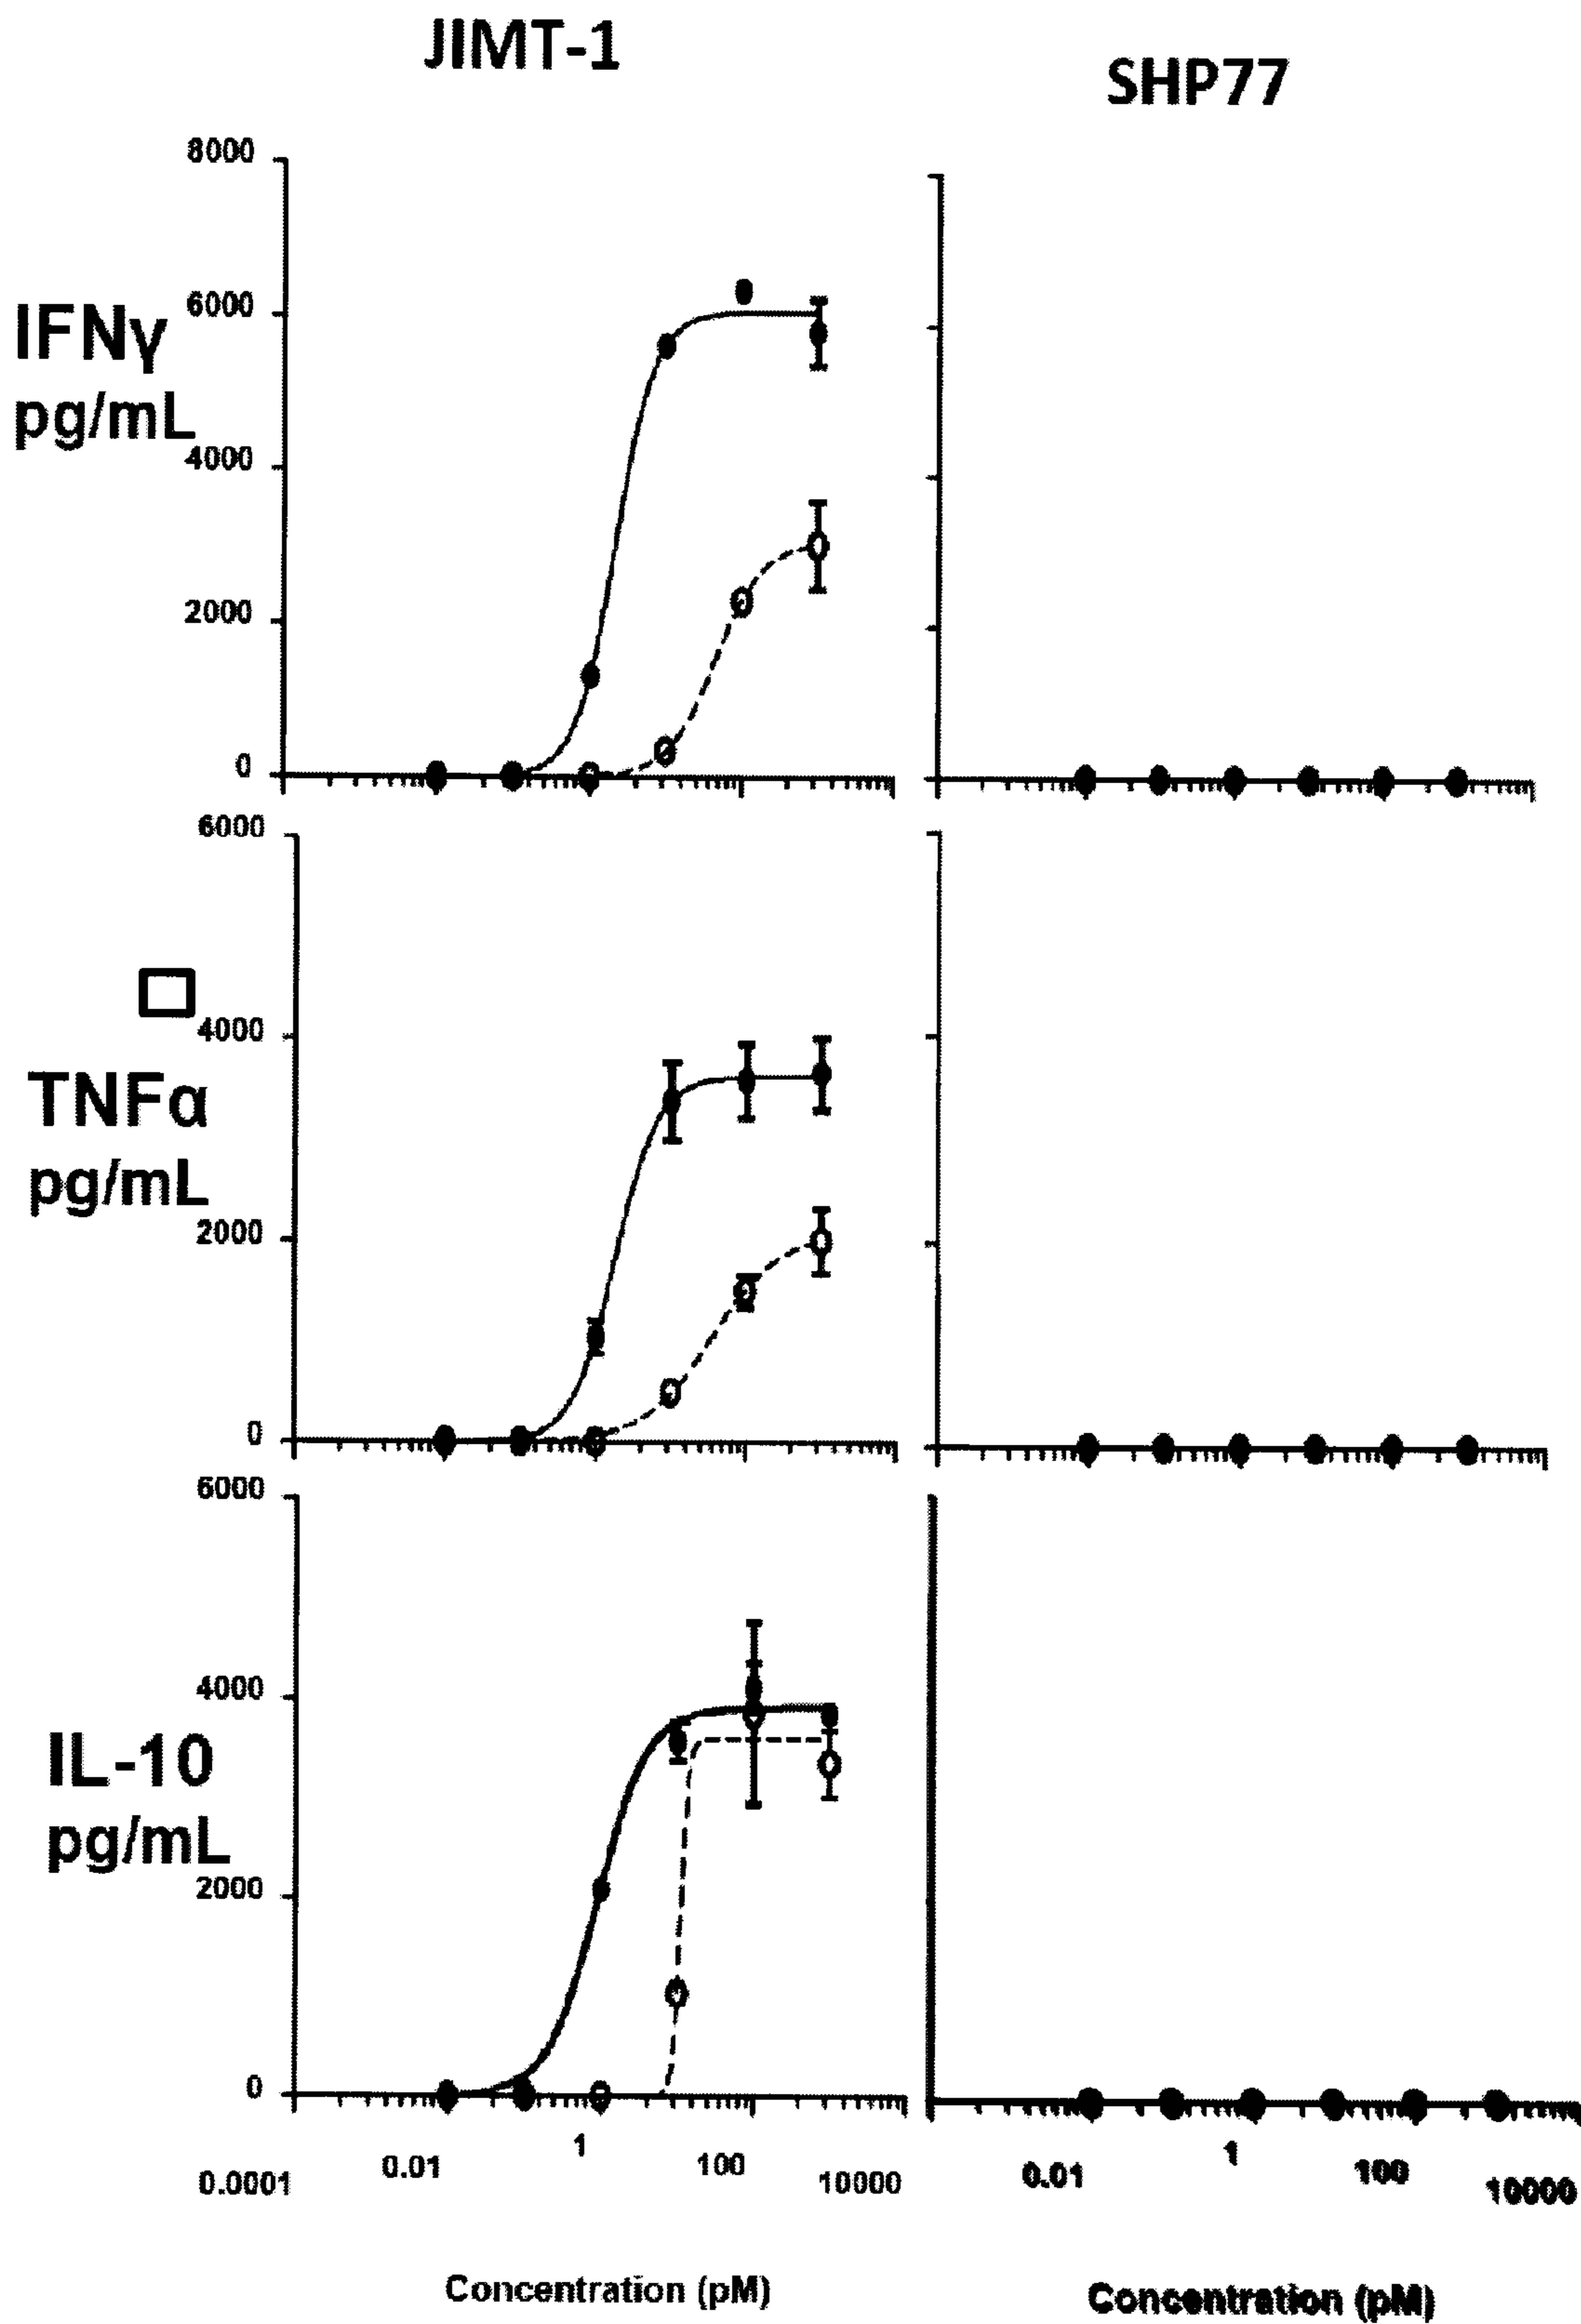 JIMT-1
SHP77
8000
IFNγ
pg/mL
6000
4000
2000
0
6000
4000
TNFα
pg/mL
2000
0
6000
4000
IL-10
pg/mL
2000
0
0.0001
0.01
1
100
10000
0.01
1
100
10000
Concentration (pM)
Concentration (pM)